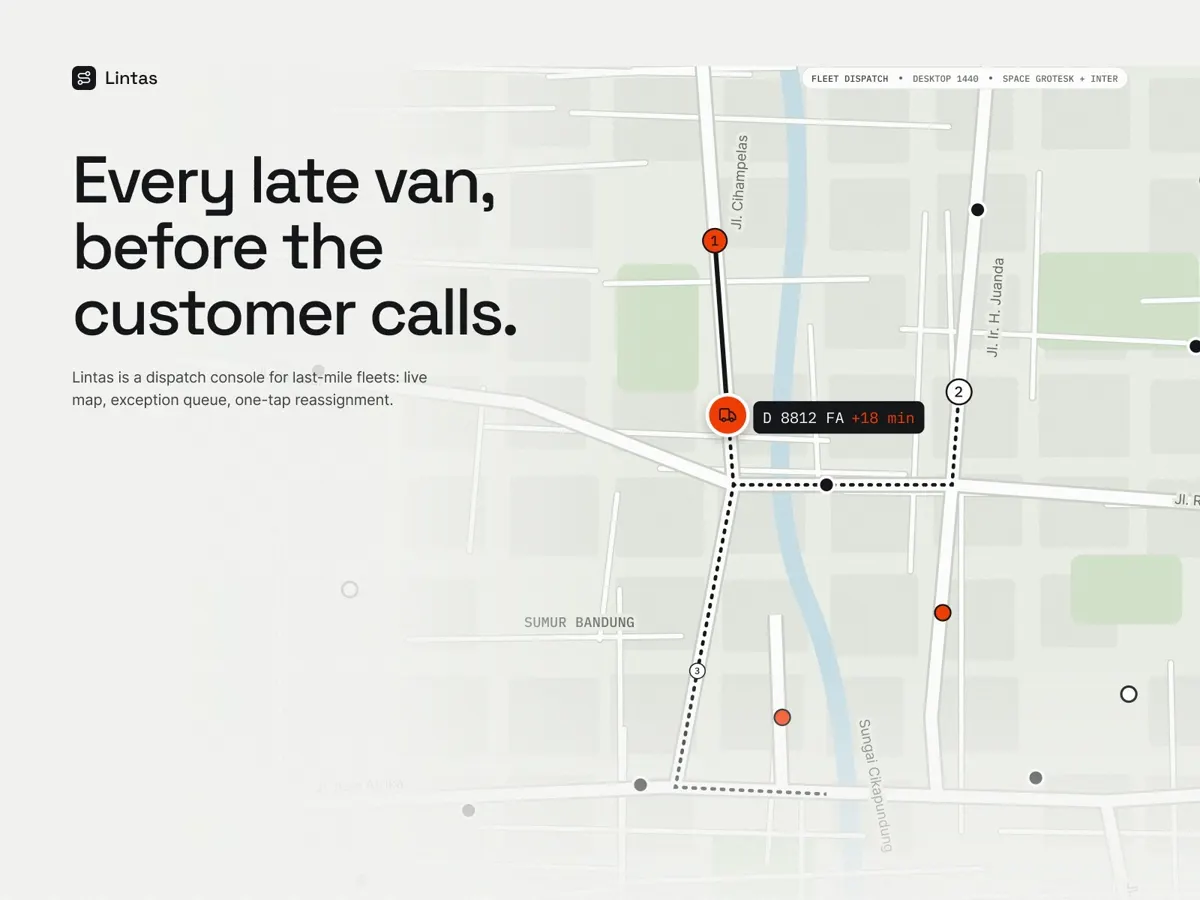 Lintas
FLEET DISPATCH • DESKTOP 1440 • SPACE GROTESK + INTER
Every late van,
before the
customer calls.
Lintas is a dispatch console for last-mile fleets: live
map, exception queue, one-tap reassignment.
Jl. Cihampelas
1
Jl. Ir. H. Juanda
2
D 8812 FA +18 min
Jl. R
SUMUR BANDUNG
3
Sungai Cikapundung